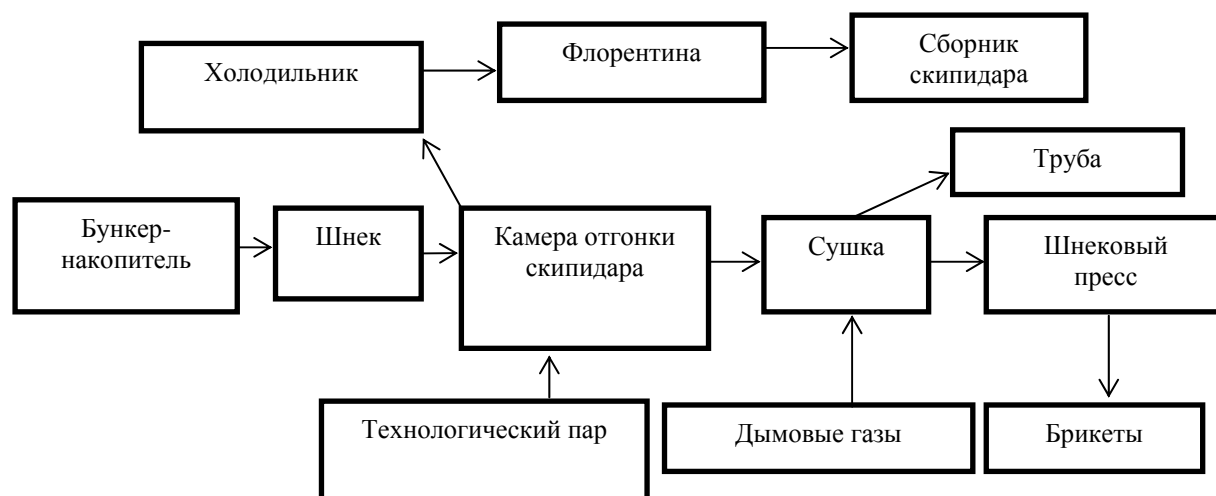 Холодильник
Флорентина
Сборник
скипидара
Труба
Бункер-
накопитель
Шнек
Камера отгонки
скипидара
Сушка
Шнековый
пресс
Технологический пар
Дымовые газы
Брикеты